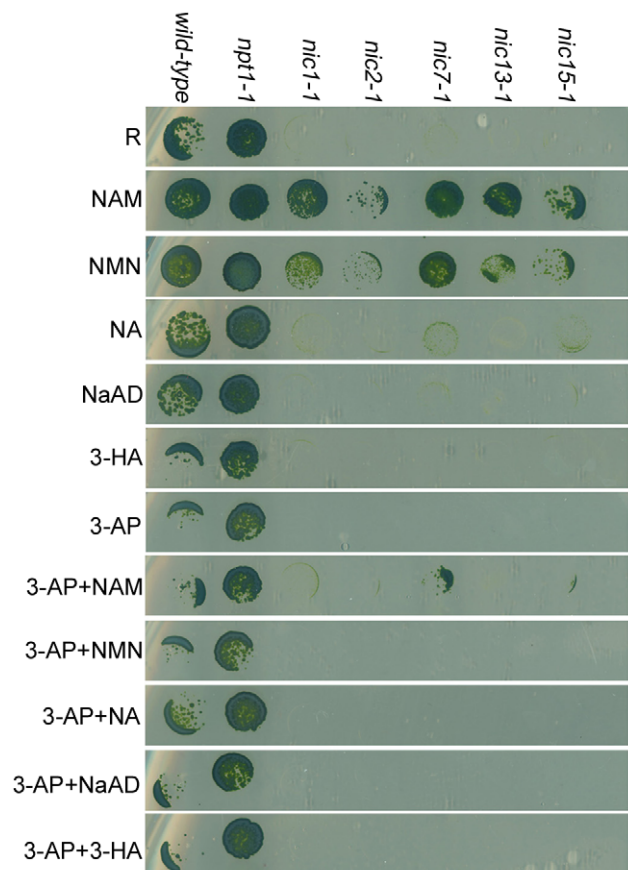 wild-type npt1-1 nic1-1 nic2-1 nic7-1 nic13-1 nic15-1
R
NAM
NMN
NA
NaAD
3-HA
3-AP
3-AP+NAM
3-AP+NMN
3-AP+NA
3-AP+NaAD
3-AP+3-HA